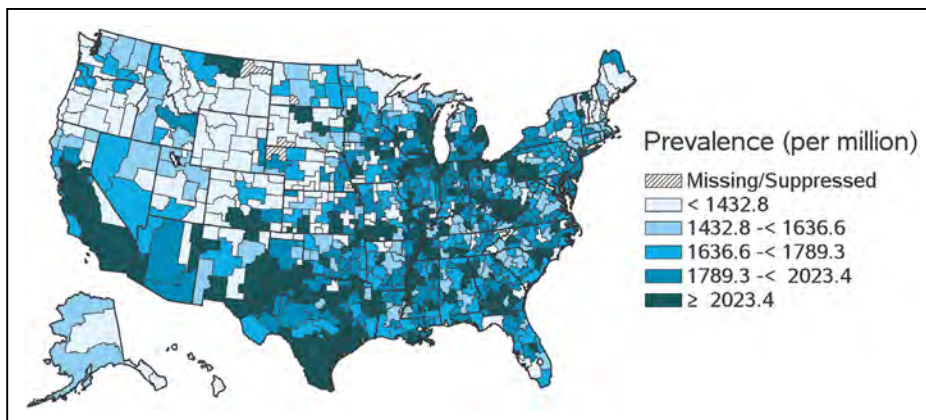 Prevalence (per million)
Missing/Suppressed
< 1432.8
1432.8 -< 1636.6
1636.6 -< 1789.3
1789.3 -< 2023.4
≥ 2023.4